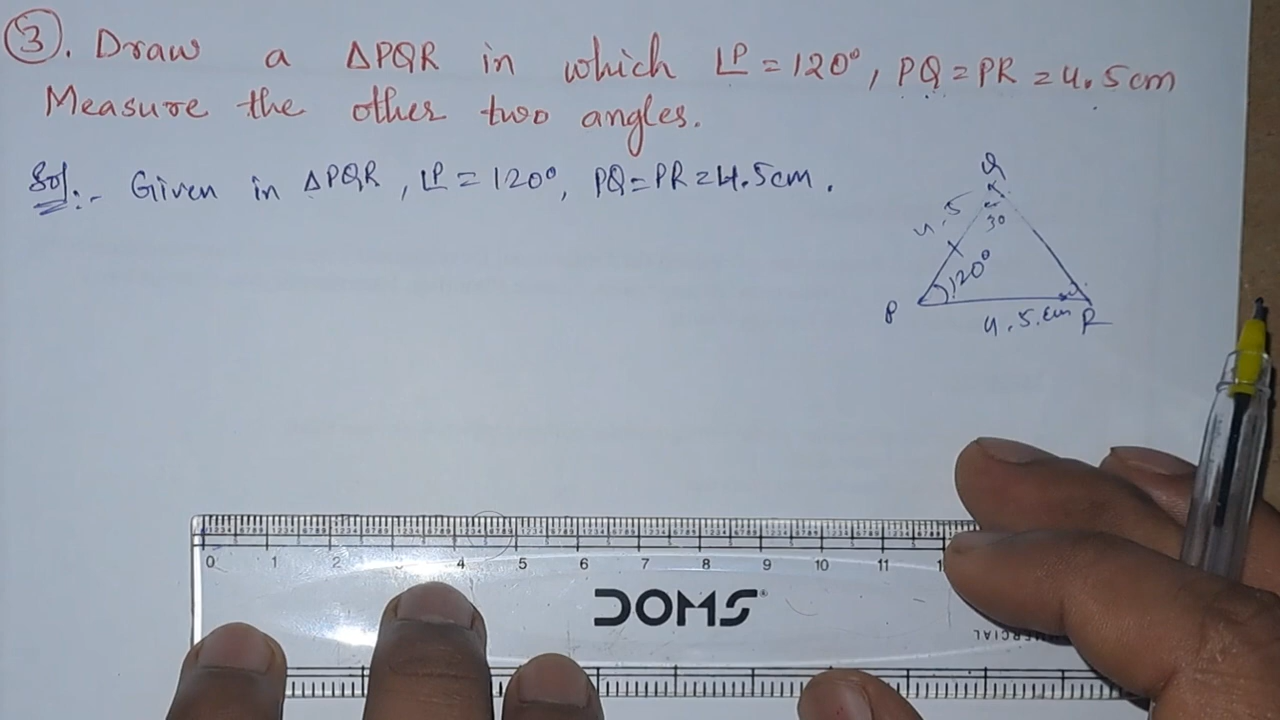 ③. Draw a ΔPQR in which ∟P = 120°, PQ = PR = 4.5cm
Measure the other two angles.
Sol:- Given in ΔPQR, ∟P = 120°, PQ = PR = 4.5cm.
Q
4.5
30
120°
P
4.5.cm R
0 1 2 3 4 5 6 7 8 9 10 11 1
DOMS®